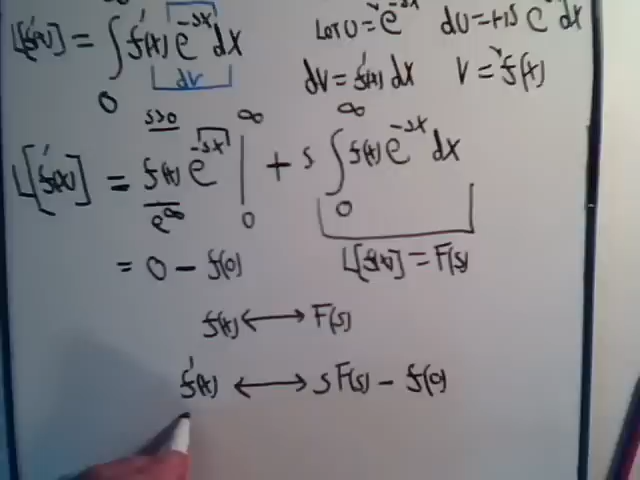 L[f'(x)] = ∫ f'(x) e^-sx dx
0
dv
Let U = e^-sx dU = -s e^-sx dx
dV = f'(x) dx V = f(x)
s>0
L[f'(x)] = f(x) e^-sx | ∞ 0 + s ∫ ∞ 0 f(x) e^-sx dx
e^∞
= 0 - f(0) L[f(x)] = F(s)
f(x) ⟷ F(s)
f'(x) ⟷ sF(s) - f(0)